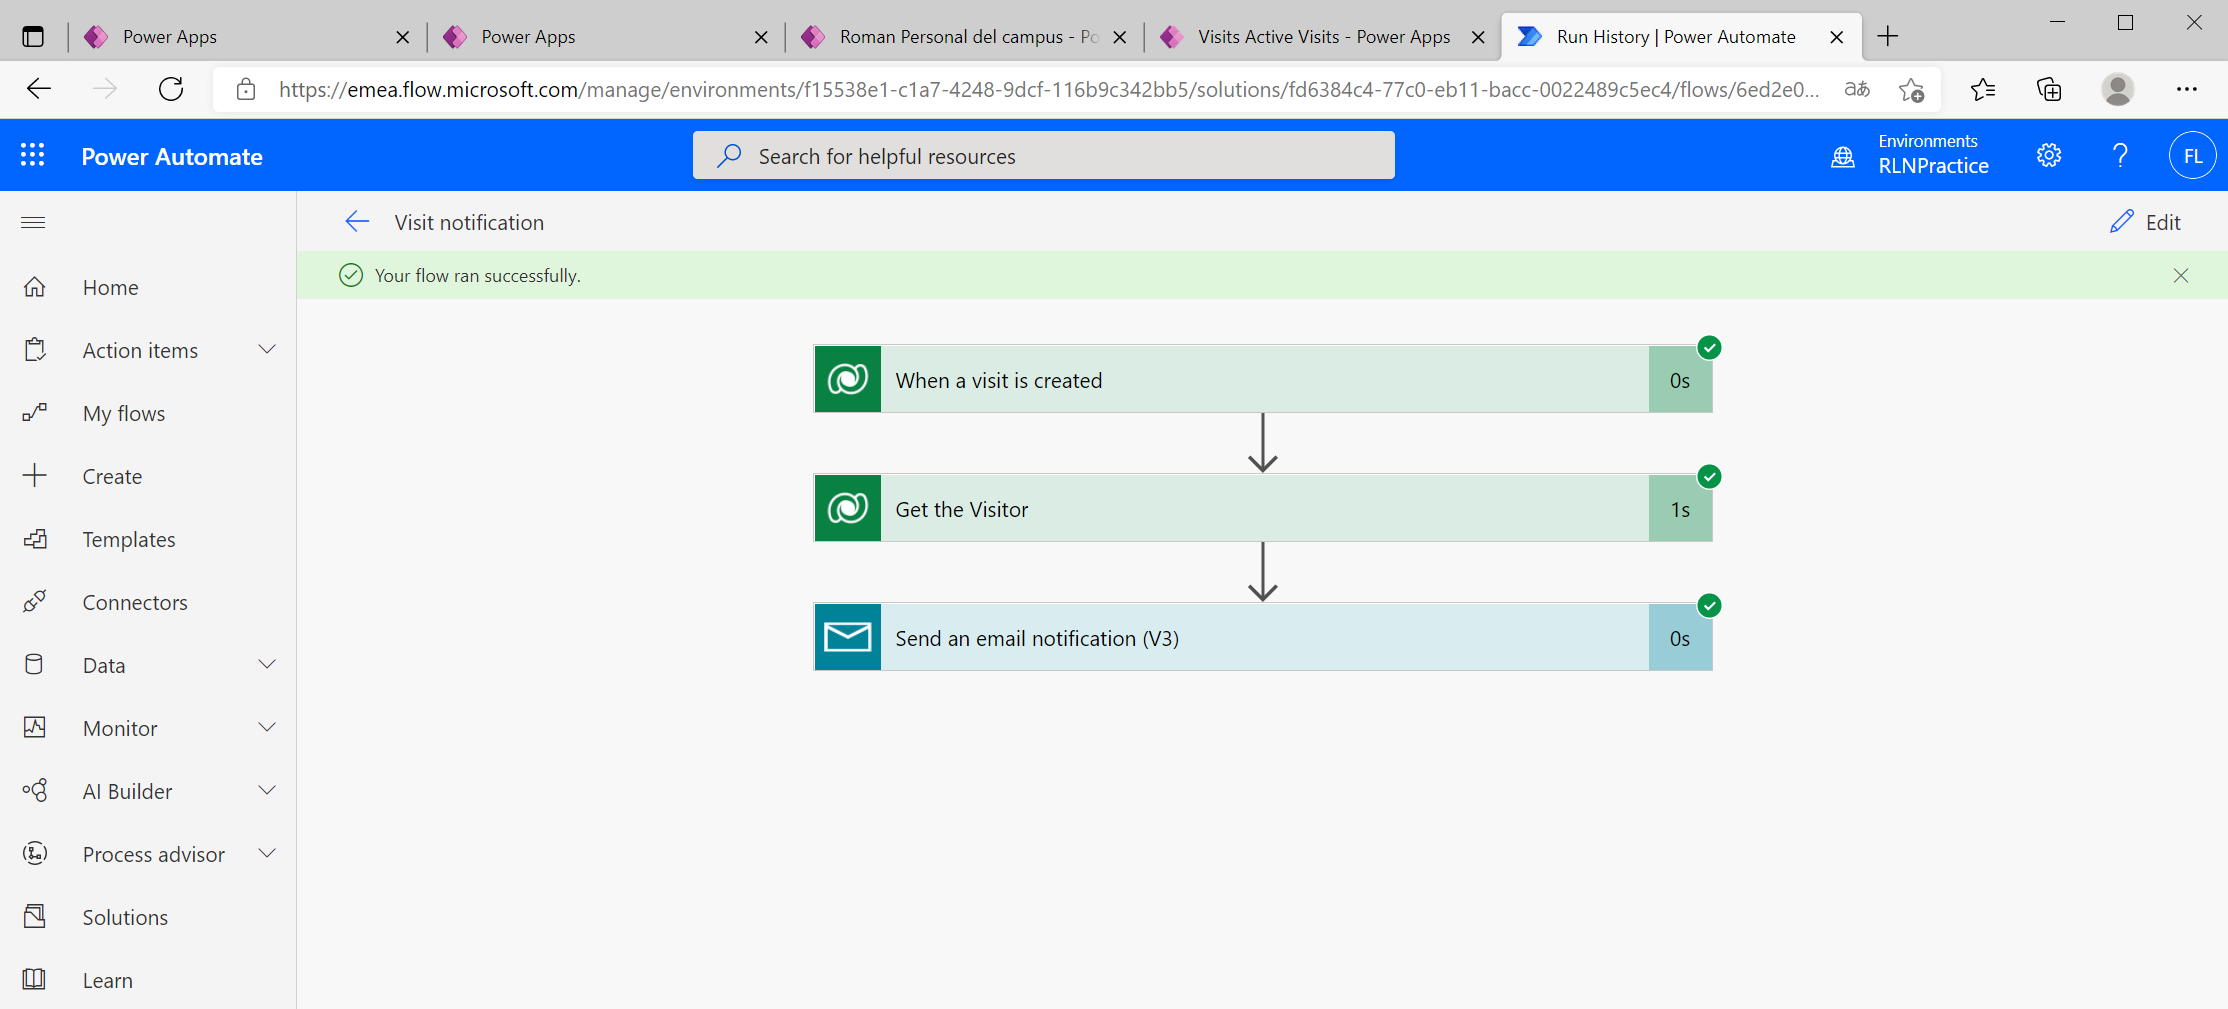 Power Apps
Power Apps
Roman Personal del campus - Po
Visits Active Visits - Power Apps
Run History | Power Automate
https://emea.flow.microsoft.com/manage/environments/f15538e1-c1a7-4248-9dcf-116b9c342bb5/solutions/fd6384c4-77c0-eb11-bacc-0022489c5ec4/flows/6ed2e0...
aあ
Power Automate
Search for helpful resources
Environments
RLNPractice
?
FL
Visit notification
Edit
Your flow ran successfully.
Home
Action items
My flows
Create
Templates
Connectors
Data
Monitor
AI Builder
Process advisor
Solutions
Learn
When a visit is created
0s
Get the Visitor
1s
Send an email notification (V3)
0s